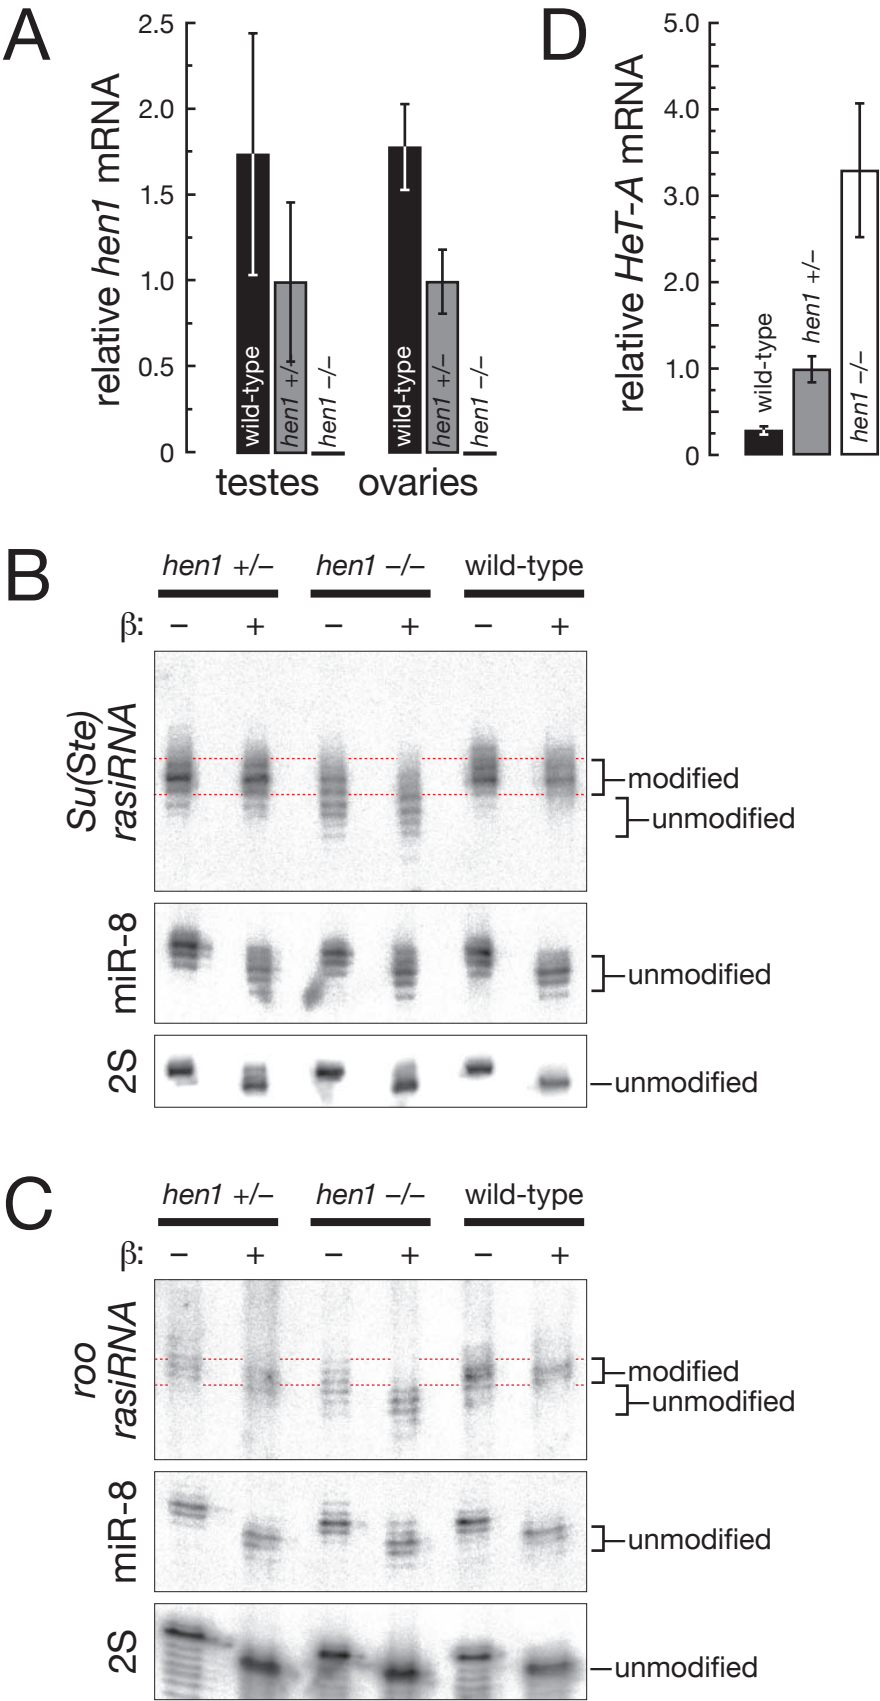 A
relative hen1 mRNA
2.5
2.0
1.5
1.0
0.5
0
wild-type
hen1 +/–
hen1 –/–
wild-type
hen1 +/–
hen1 –/–
testes
ovaries
D
relative HeT-A mRNA
5.0
4.0
3.0
2.0
1.0
0
wild-type
hen1 +/–
hen1 –/–
B
hen1 +/–
hen1 –/–
wild-type
β: – + – + – +
Su(Ste)
rasiRNA
modified
unmodified
miR-8
unmodified
2S
unmodified
C
hen1 +/–
hen1 –/–
wild-type
β: – + – + – +
roo
rasiRNA
modified
unmodified
miR-8
unmodified
2S
unmodified